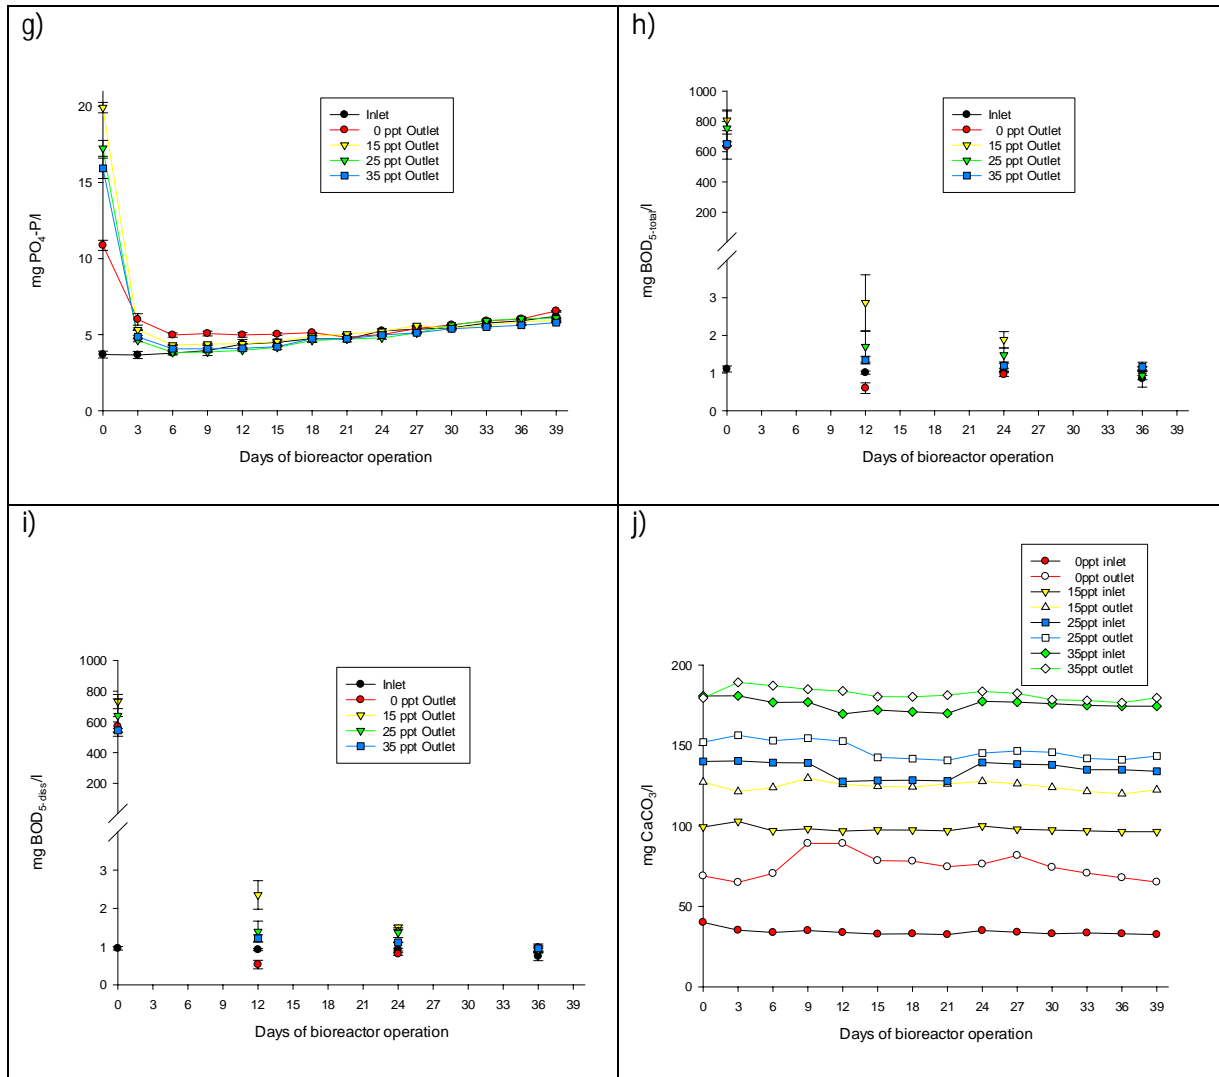 g)
mg PO4-P/l
20
15
10
5
0
Inlet
0 ppt Outlet
15 ppt Outlet
25 ppt Outlet
35 ppt Outlet
0 3 6 9 12 15 18 21 24 27 30 33 36 39
Days of bioreactor operation
h)
mg BOD5-total/l
1000
800
600
400
200
3
2
1
0
Inlet
0 ppt Outlet
15 ppt Outlet
25 ppt Outlet
35 ppt Outlet
0 3 6 9 12 15 18 21 24 27 30 33 36 39
Days of bioreactor operation
i)
mg BOD5-diss/l
1000
800
600
400
200
3
2
1
0
Inlet
0 ppt Outlet
15 ppt Outlet
25 ppt Outlet
35 ppt Outlet
0 3 6 9 12 15 18 21 24 27 30 33 36 39
Days of bioreactor operation
j)
0ppt inlet
0ppt outlet
15ppt inlet
15ppt outlet
25ppt inlet
25ppt outlet
35ppt inlet
35ppt outlet
mg CaCO3/l
200
150
100
50
0
0 3 6 9 12 15 18 21 24 27 30 33 36 39
Days of bioreactor operation